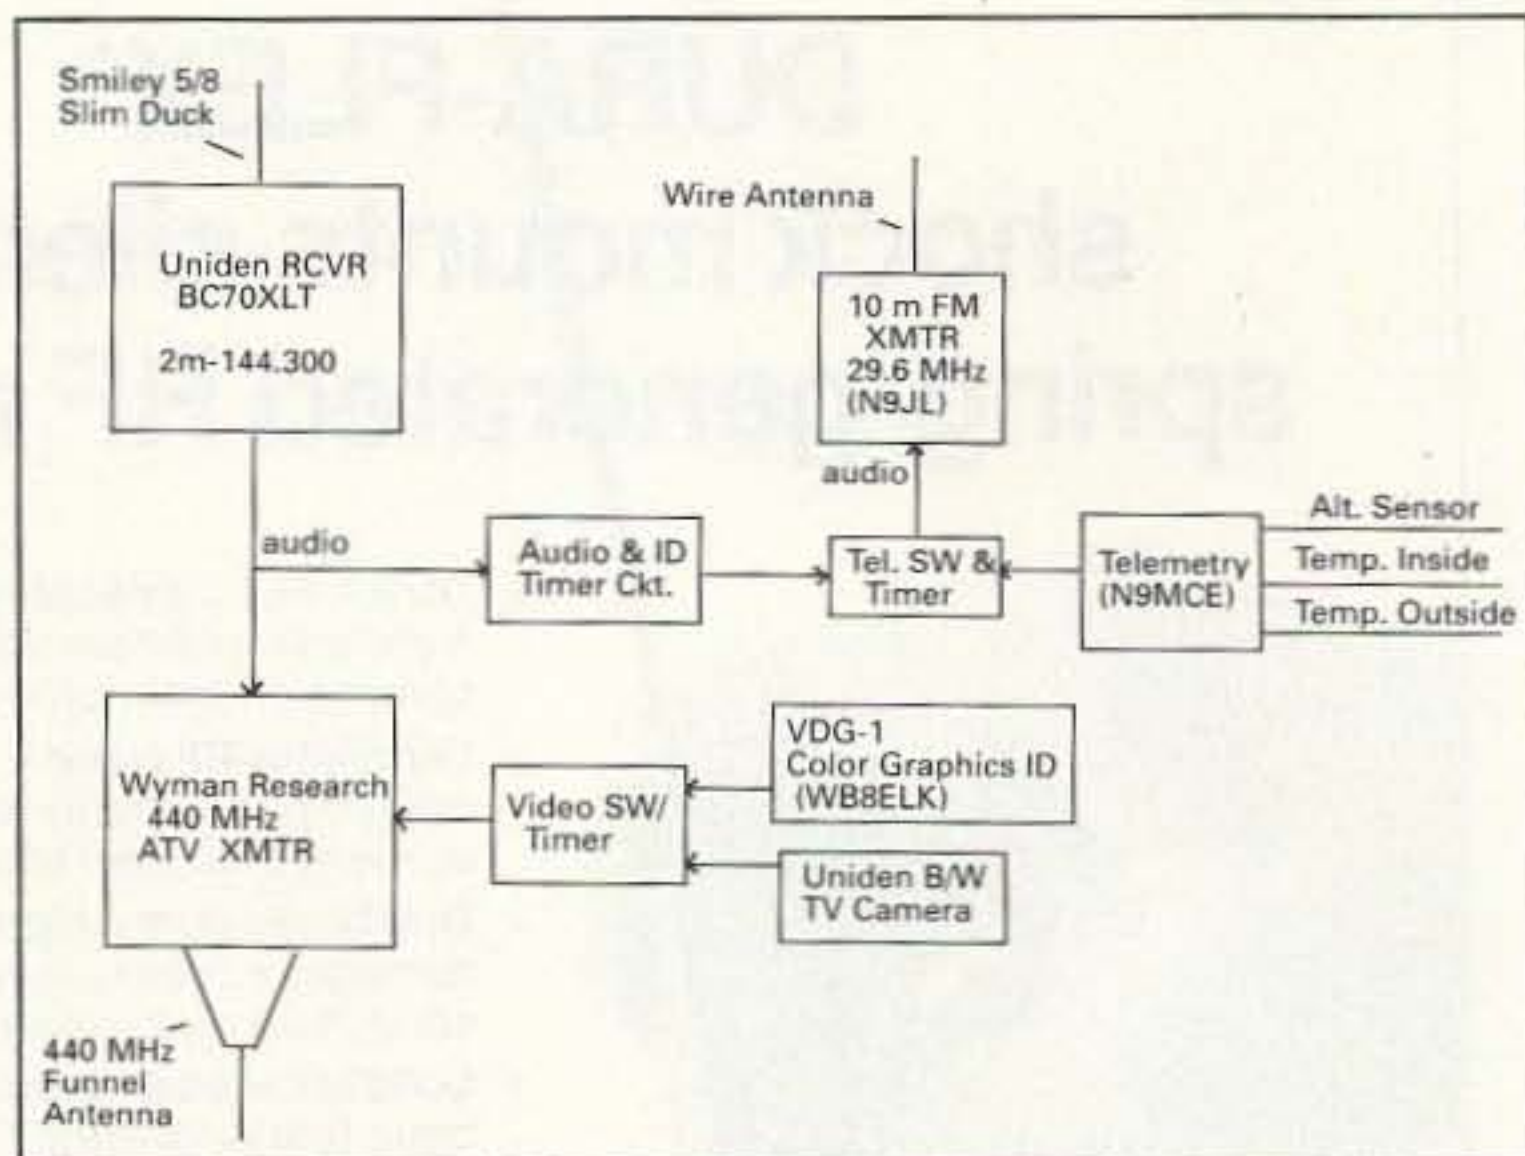 Smiley 5/8
Slim Duck
Uniden RCVR
BC70XLT
2m-144.300
Wire Antenna
10 m FM
XMTR
29.6 MHz
(N9JL)
audio
audio
Audio & ID
Timer Ckt.
Tel. SW &
Timer
Telemetry
(N9MCE)
Alt. Sensor
Temp. Inside
Temp. Outside
Wyman Research
440 MHz
ATV XMTR
Video SW/
Timer
VDG-1
Color Graphics ID
(WB8ELK)
Uniden B/W
TV Camera
440 MHz
Funnel
Antenna